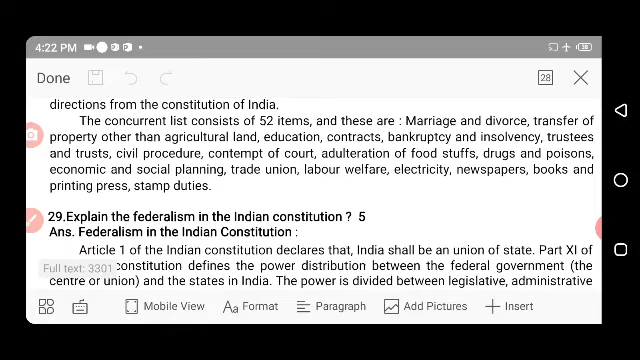 4:22 PM
38
Done
28
directions from the constitution of India.
The concurrent list consists of 52 items, and these are : Marriage and divorce, transfer of
property other than agricultural land, education, contracts, bankruptcy and insolvency, trustees
and trusts, civil procedure, contempt of court, adulteration of food stuffs, drugs and poisons,
economic and social planning, trade union, labour welfare, electricity, newspapers, books and
printing press, stamp duties.
29.Explain the federalism in the Indian constitution ? 5
Ans. Federalism in the Indian Constitution :
Article 1 of the Indian constitution declares that, India shall be an union of state. Part XI of
constitution defines the power distribution between the federal government (the
Full text: 3301
centre or union) and the states in India. The power is divided between legislative, administrative
Mobile View
Aa Format
Paragraph
Add Pictures
Insert